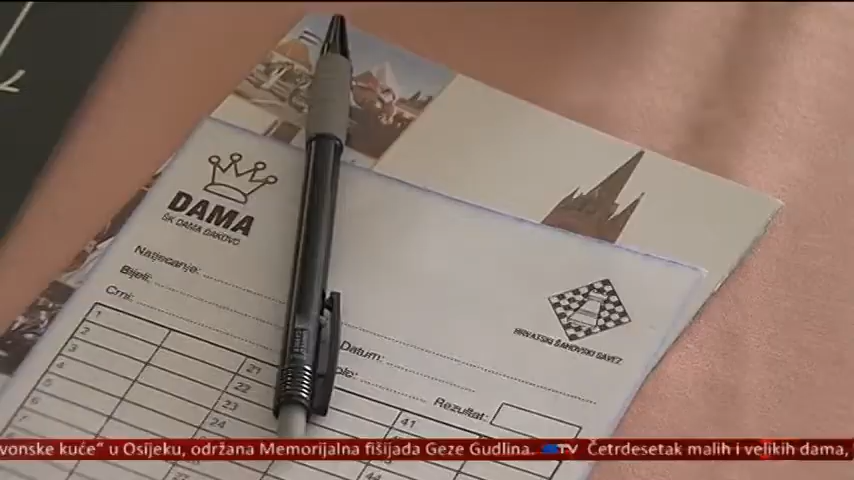 DAMA
ŠK DAMA ĐAKOVO
Natjecanje:
Bijeli:
Crni:
Datum:
Rezultat:
HRVATSKI ŠAHOVSKI SAVEZ
1
2
3
4
5
6
7
21
22
23
24
41
44
vonske kuće" u Osijeku, održana Memorijalna fišijada Geze Gudlina. TV Četrdesetak malih i velikih dama,